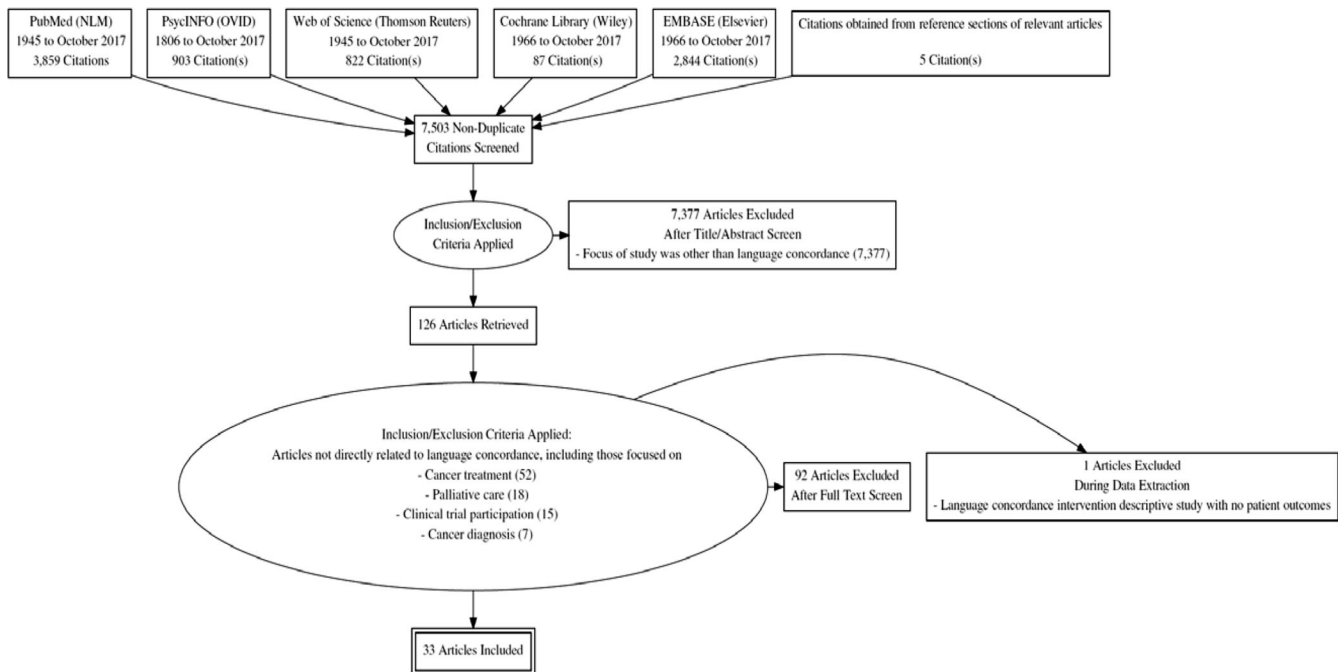 PubMed (NLM)
1945 to October 2017
3,859 Citations
PsycINFO (OVID)
1806 to October 2017
903 Citation(s)
Web of Science (Thomson Reuters)
1945 to October 2017
822 Citation(s)
Cochrane Library (Wiley)
1966 to October 2017
87 Citation(s)
EMBASE (Elsevier)
1966 to October 2017
2,844 Citation(s)
Citations obtained from reference sections of relevant articles
5 Citation(s)
7,503 Non-Duplicate
Citations Screened
Inclusion/Exclusion
Criteria Applied
7,377 Articles Excluded
After Title/Abstract Screen
- Focus of study was other than language concordance (7,377)
126 Articles Retrieved
Inclusion/Exclusion Criteria Applied:
Articles not directly related to language concordance, including those focused on
- Cancer treatment (52)
- Palliative care (18)
- Clinical trial participation (15)
- Cancer diagnosis (7)
92 Articles Excluded
After Full Text Screen
1 Articles Excluded
During Data Extraction
- Language concordance intervention descriptive study with no patient outcomes
33 Articles Included